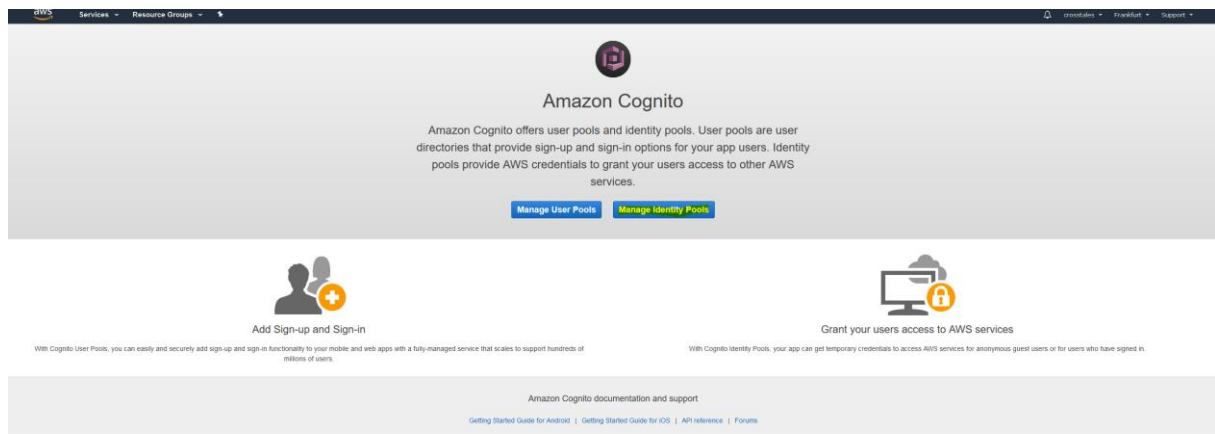 aws Services Resource Groups crosstales Frankfurt Support
Amazon Cognito
Amazon Cognito offers user pools and identity pools. User pools are user
directories that provide sign-up and sign-in options for your app users. Identity
pools provide AWS credentials to grant your users access to other AWS
services.
Manage User Pools Manage Identity Pools
Add Sign-up and Sign-in
With Cognito User Pools, you can easily and securely add sign-up and sign-in functionality to your mobile and web apps with a fully-managed service that scales to support hundreds of
millions of users.
Grant your users access to AWS services
With Cognito Identity Pools, your app can get temporary credentials to access AWS services for anonymous guest users or for users who have signed in.
Amazon Cognito documentation and support
Getting Started Guide for Android | Getting Started Guide for iOS | API reference | Forums